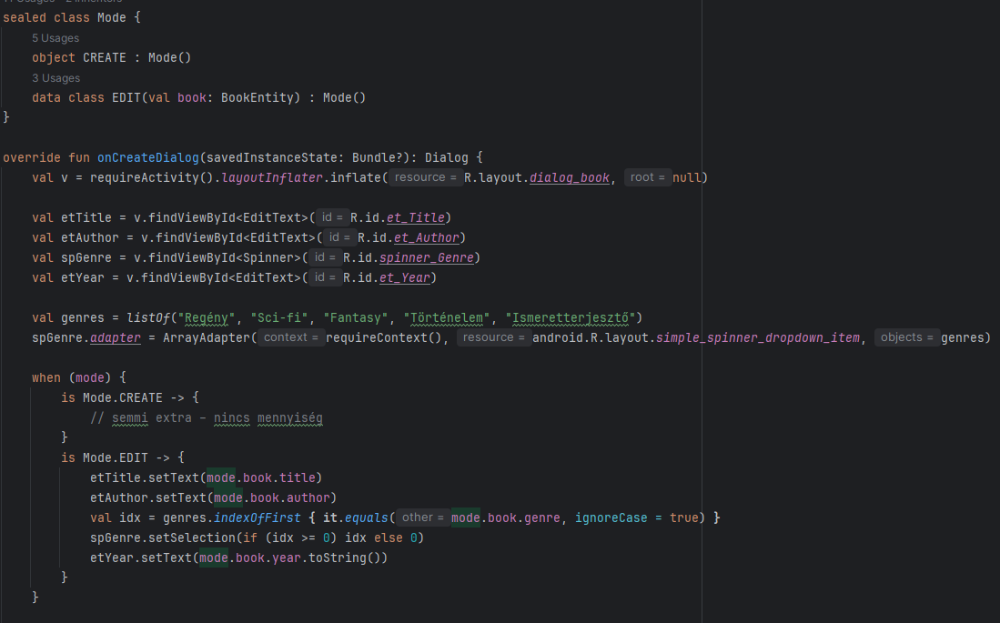 sealed class Mode {
5 Usages
object CREATE : Mode()
3 Usages
data class EDIT(val book: BookEntity) : Mode()
}
override fun onCreateDialog(savedInstanceState: Bundle?): Dialog {
val v = requireActivity().layoutInflater.inflate( resource = R.layout.dialog_book, root = null)
val etTitle = v.findViewById<EditText>( id = R.id.et_Title)
val etAuthor = v.findViewById<EditText>( id = R.id.et_Author)
val spGenre = v.findViewById<Spinner>( id = R.id.spinner_Genre)
val etYear = v.findViewById<EditText>( id = R.id.et_Year)
val genres = listOf("Regény", "Sci-fi", "Fantasy", "Történelem", "Ismeretterjesztő")
spGenre.adapter = ArrayAdapter( context = requireContext(), resource = android.R.layout.simple_spinner_dropdown_item, objects = genres)
when (mode) {
is Mode.CREATE -> {
// semmi extra – nincs mennyiség
}
is Mode.EDIT -> {
etTitle.setText(mode.book.title)
etAuthor.setText(mode.book.author)
val idx = genres.indexOfFirst { it.equals( other = mode.book.genre, ignoreCase = true) }
spGenre.setSelection(if (idx >= 0) idx else 0)
etYear.setText(mode.book.year.toString())
}
}